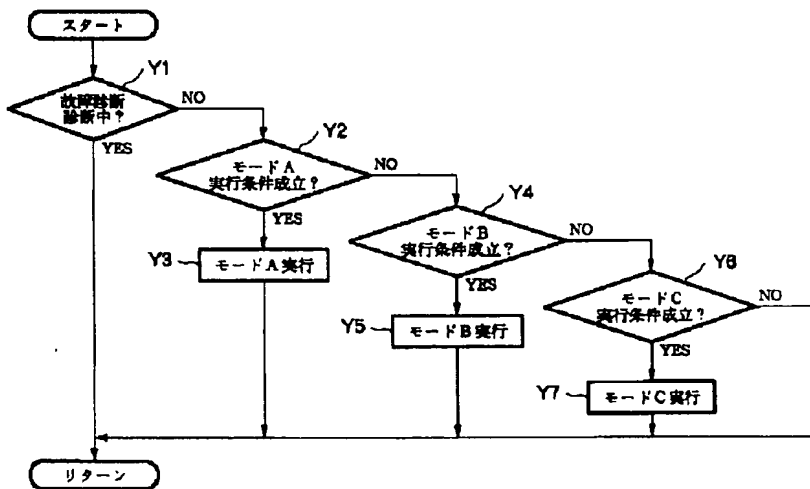 スタート
Y1
故障診断
診断中？
NO
YES
Y2
モードA
実行条件成立？
NO
YES
Y3
モードA実行
Y4
モードB
実行条件成立？
NO
YES
Y5
モードB実行
Y6
モードC
実行条件成立？
NO
YES
Y7
モードC実行
リターン